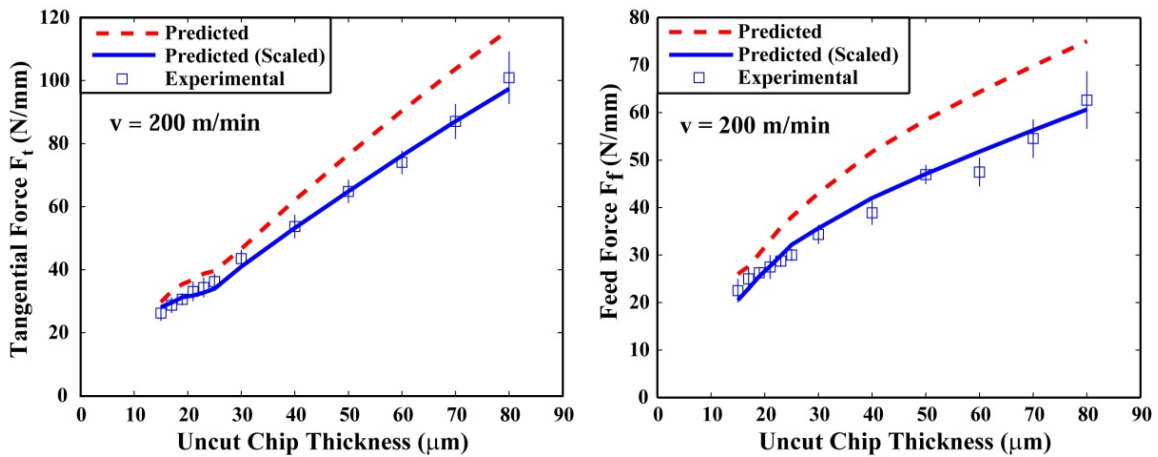 120
100
80
60
40
20
0
Tangential Force Ft (N/mm)
Predicted
Predicted (Scaled)
Experimental
v = 200 m/min
0 10 20 30 40 50 60 70 80 90
Uncut Chip Thickness (μm)
80
70
60
50
40
30
20
10
0
Feed Force Ff (N/mm)
Predicted
Predicted (Scaled)
Experimental
v = 200 m/min
0 10 20 30 40 50 60 70 80 90
Uncut Chip Thickness (μm)